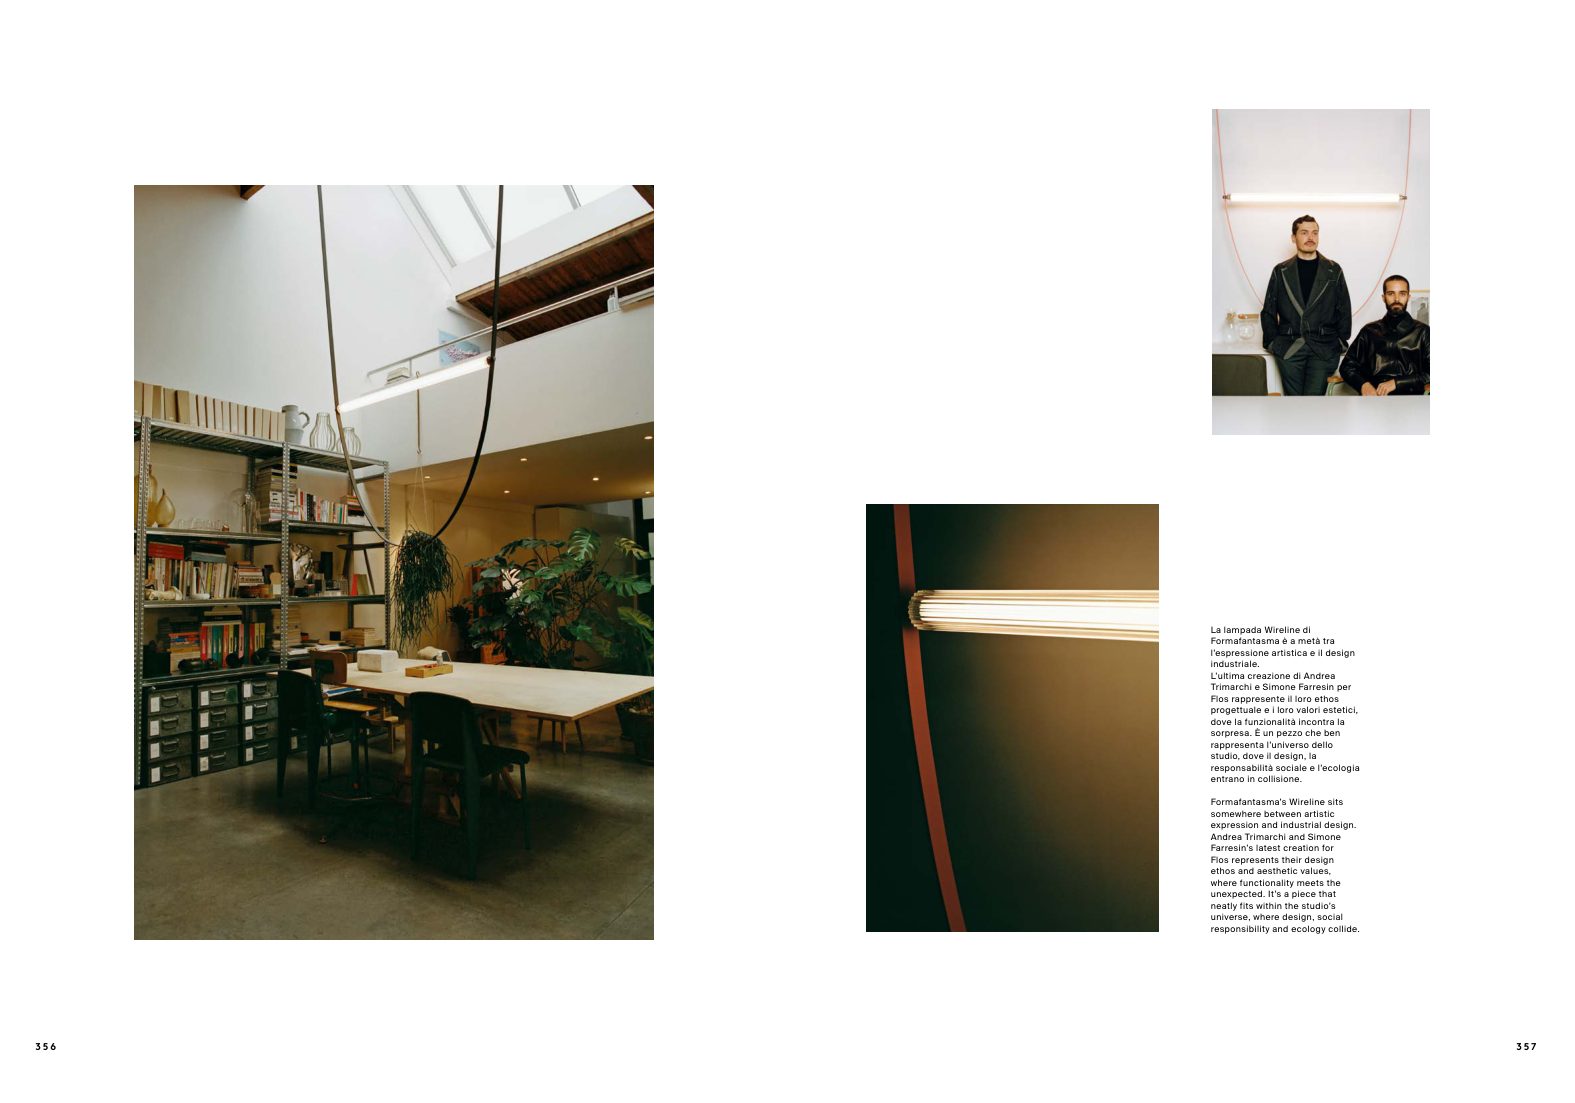 La lampada Wireline di
Formafantasma è a metà tra
l'espressione artistica e il design
industriale.
L'ultima creazione di Andrea
Trimarchi e Simone Farresin per
Flos rappresente il loro ethos
progettuale e i loro valori estetici,
dove la funzionalità incontra la
sorpresa. È un pezzo che ben
rappresenta l'universo dello
studio, dove il design, la
responsabilità sociale e l'ecologia
entrano in collisione.
Formafantasma's Wireline sits
somewhere between artistic
expression and industrial design.
Andrea Trimarchi and Simone
Farresin's latest creation for
Flos represents their design
ethos and aesthetic values,
where functionality meets the
unexpected. It's a piece that
neatly fits within the studio's
universe, where design, social
responsibility and ecology collide.
356
357